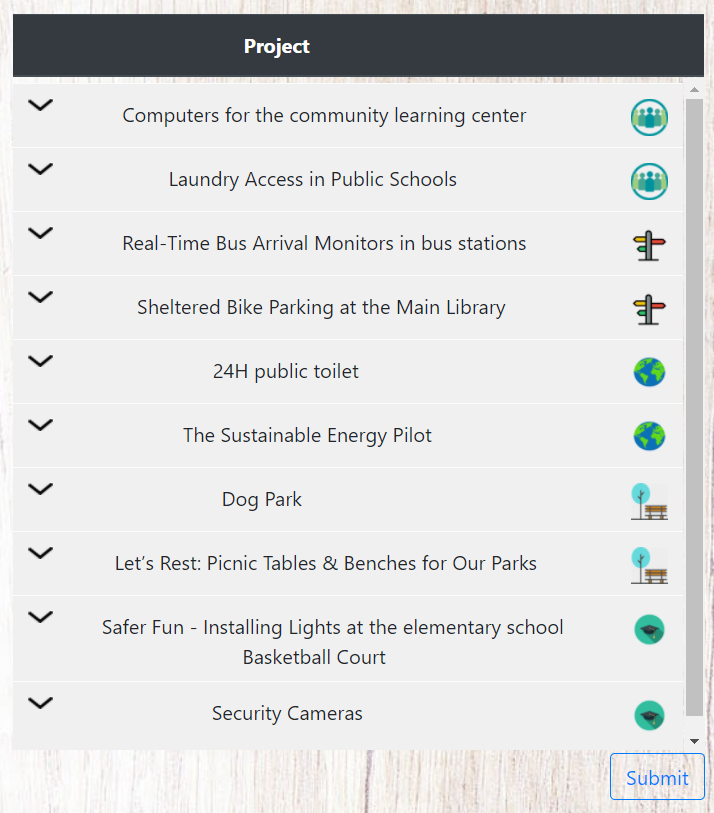 Project
Computers for the community learning center
Laundry Access in Public Schools
Real-Time Bus Arrival Monitors in bus stations
Sheltered Bike Parking at the Main Library
24H public toilet
The Sustainable Energy Pilot
Dog Park
Let’s Rest: Picnic Tables & Benches for Our Parks
Safer Fun - Installing Lights at the elementary school
Basketball Court
Security Cameras
Submit